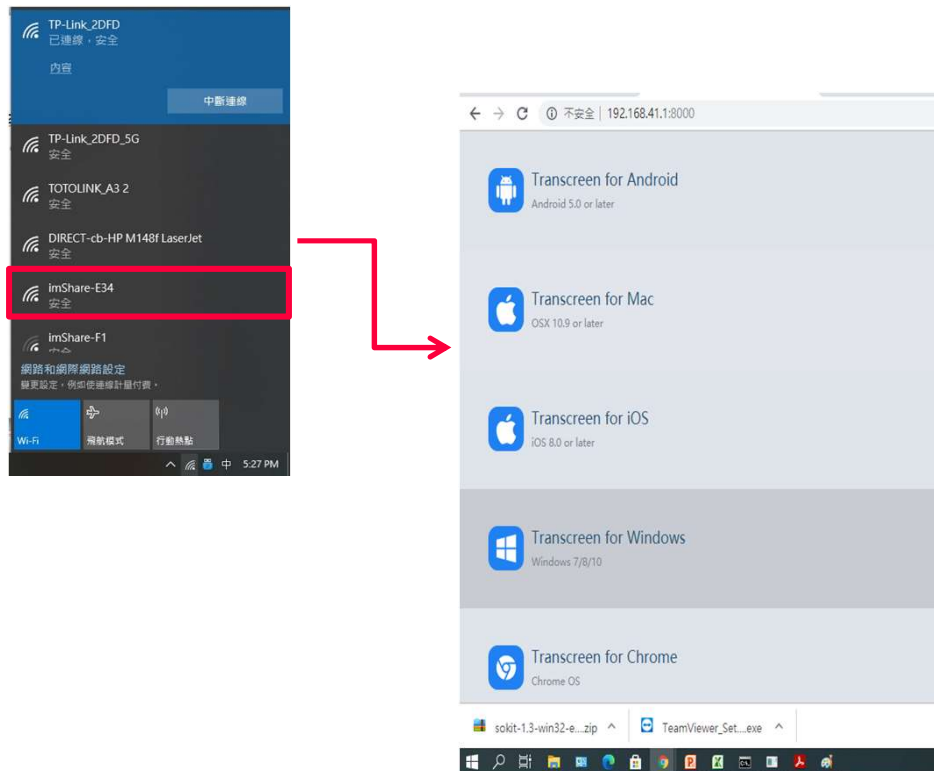 TP-Link_2DFD
已連線，安全
內容
中斷連線
TP-Link_2DFD_5G
安全
TOTOLINK_A3 2
安全
DIRECT-cb-HP M148f LaserJet
安全
imShare-E34
安全
imShare-F1
網路和網際網路設定
變更設定，例如使連線計量付費。
Wi-Fi
飛航模式
行動熱點
中 5:27 PM
不安全 | 192.168.41.1:8000
Transcreen for Android
Android 5.0 or later
Transcreen for Mac
OSX 10.9 or later
Transcreen for iOS
iOS 8.0 or later
Transcreen for Windows
Windows 7/8/10
Transcreen for Chrome
Chrome OS
sokit-1.3-win32-e....zip
TeamViewer_Set....exe